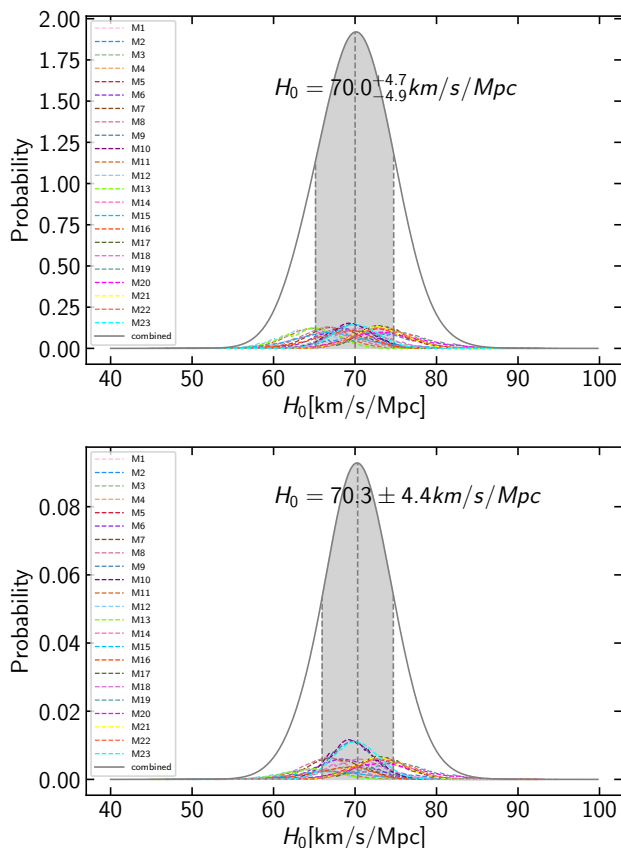 2.00
1.75
1.50
1.25
1.00
0.75
0.50
0.25
0.00
Probability
M1
M2
M3
M4
M5
M6
M7
M8
M9
M10
M11
M12
M13
M14
M15
M16
M17
M18
M19
M20
M21
M22
M23
combined
H₀ = 70.0⁻⁴·⁷₋₄.₉km/s/Mpc
40 50 60 70 80 90 100
H₀[km/s/Mpc]
0.08
0.06
0.04
0.02
0.00
Probability
M1
M2
M3
M4
M5
M6
M7
M8
M9
M10
M11
M12
M13
M14
M15
M16
M17
M18
M19
M20
M21
M22
M23
combined
H₀ = 70.3 ± 4.4km/s/Mpc
40 50 60 70 80 90 100
H₀[km/s/Mpc]